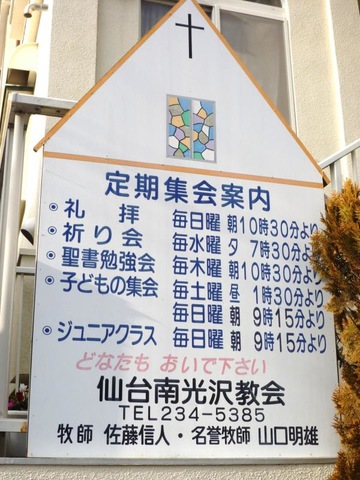 定期集会案内
◎礼拝 毎日曜 朝10時30分より
◎祈り会 毎水曜 夕 7時30分より
◎聖書勉強会 毎木曜 朝10時30分より
◎子どもの集会 毎土曜 昼 1時30分より
毎日曜 朝 9時15分より
◎ジュニアクラス 毎日曜 朝 9時15分より
どなたも おいで下さい
仙台南光沢教会
TEL234-5385
牧師 佐藤信人・名誉牧師 山口明雄